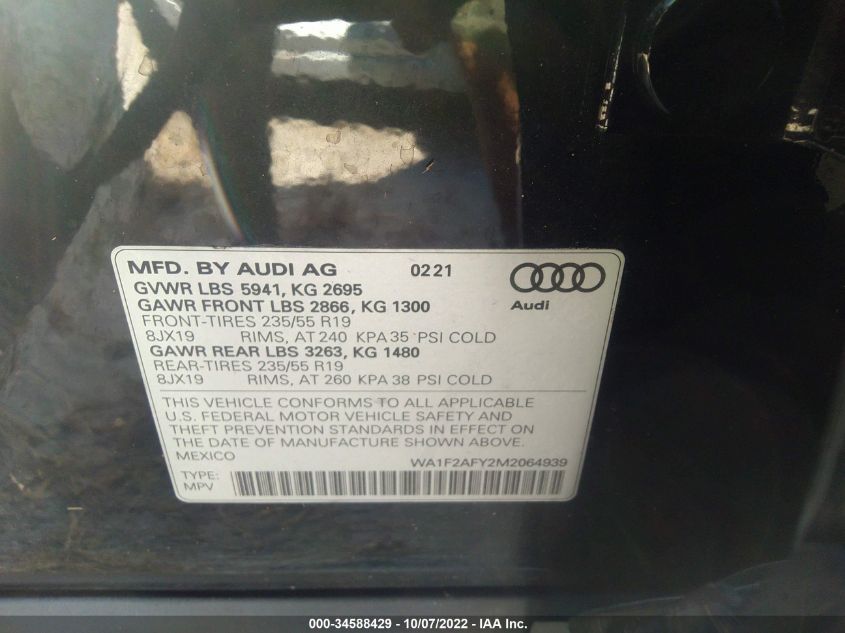 MFD. BY AUDI AG 0221
GVWR LBS 5941, KG 2695
GAWR FRONT LBS 2866, KG 1300
Audi
FRONT-TIRES 235/55 R19
8JX19 RIMS, AT 240 KPA 35 PSI COLD
GAWR REAR LBS 3263, KG 1480
REAR-TIRES 235/55 R19
8JX19 RIMS, AT 260 KPA 38 PSI COLD
THIS VEHICLE CONFORMS TO ALL APPLICABLE
U.S. FEDERAL MOTOR VEHICLE SAFETY AND
THEFT PREVENTION STANDARDS IN EFFECT ON
THE DATE OF MANUFACTURE SHOWN ABOVE.
MEXICO WA1F2AFY2M2064939
TYPE:
MPV
000-34588429 - 10/07/2022 - IAA Inc.